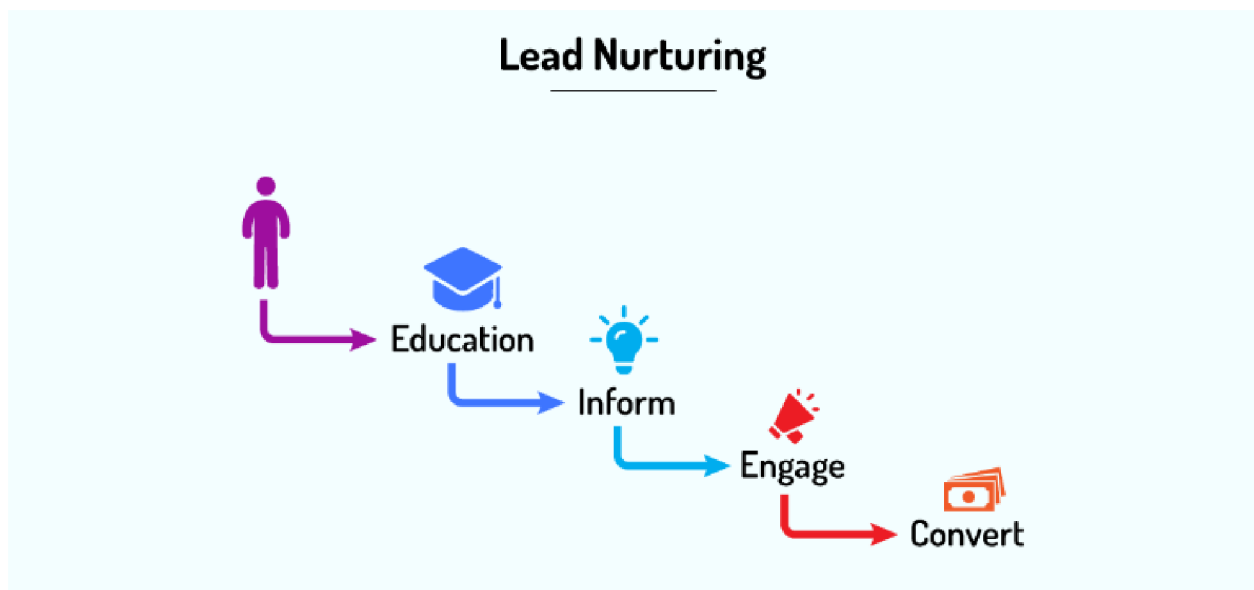 Lead Nurturing
Education
Inform
Engage
Convert